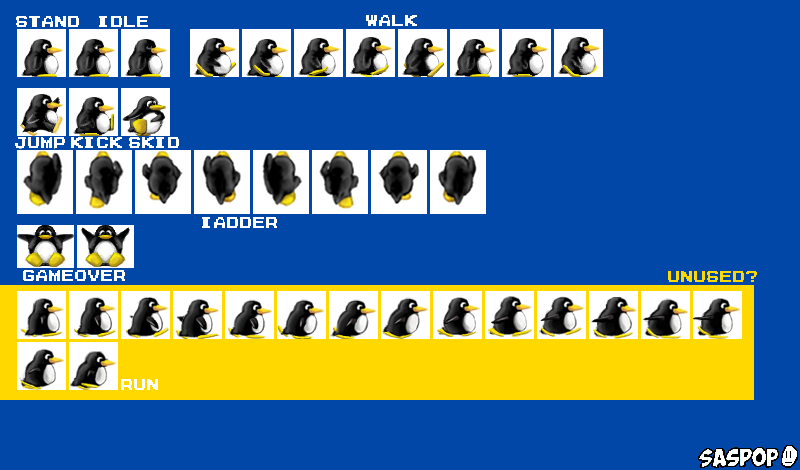 STAND IDLE WALK
JUMP KICK SKID
IADDER
GAMEOVER UNUSED?
RUN
SASPOP@